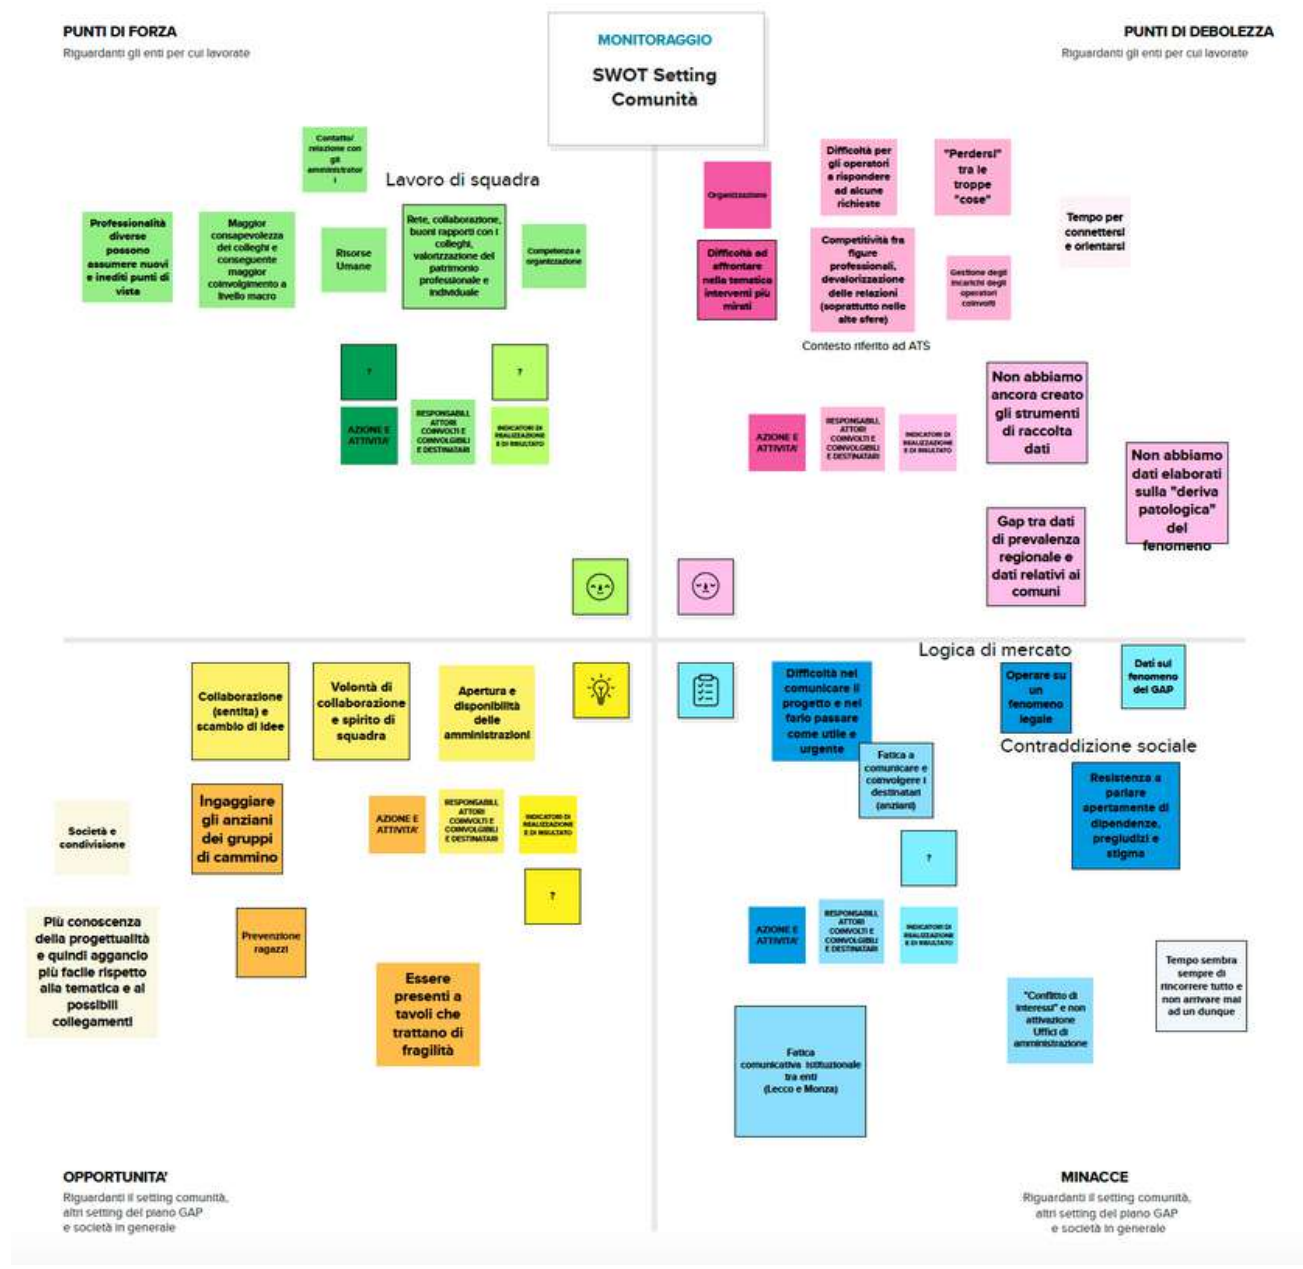 PUNTI DI FORZA
Riguardanti gli enti per cui lavorate
MONITORAGGIO
SWOT Setting
Comunità
PUNTI DI DEBOLEZZA
Riguardanti gli enti per cui lavorate
Contatto/
relazione con
gli
amministrator
i
Lavoro di squadra
Professionalità
diverse
possono
assumere nuovi
e inediti punti di
vista
Maggior
consapevolezza
dei colleghi e
conseguente
maggior
coinvolgimento a
livello macro
Risorse
Umane
Rete, collaborazione,
buoni rapporti con i
colleghi,
valorizzazione del
patrimonio
professionale e
individuale
Competenza e
organizzazione
?
?
AZIONE E
ATTIVITA'
RESPONSABILI,
ATTORI
COINVOLTI E
COINVOLGIBILI
E DESTINATARI
INDICATORI DI
REALIZZAZIONE
E DI RISULTATO
Organizzazione
Difficoltà per
gli operatori
a rispondere
ad alcune
richieste
"Perdersi"
tra le
troppe
"cose"
Tempo per
connettersi
e orientarsi
Difficoltà ad
affrontare
nella tematica
interventi più
mirati
Competitività fra
figure
professionali,
devalorizzazione
delle relazioni
(soprattutto nelle
alte sfere)
Gestione degli
incarichi degli
operatori
coinvolti
Contesto riferito ad ATS
Non abbiamo
ancora creato
gli strumenti
di raccolta
dati
AZIONE E
ATTIVITA'
RESPONSABILI,
ATTORI
COINVOLTI E
COINVOLGIBILI
E DESTINATARI
INDICATORI DI
REALIZZAZIONE
E DI RISULTATO
Non abbiamo
dati elaborati
sulla "deriva
patologica"
del
fenomeno
Gap tra dati
di prevalenza
regionale e
dati relativi ai
comuni
Collaborazione
(sentita) e
scambio di idee
Volontà di
collaborazione
e spirito di
squadra
Apertura e
disponibilità
delle
amministrazioni
Società e
condivisione
Ingaggiare
gli anziani
dei gruppi
di cammino
AZIONE E
ATTIVITA'
RESPONSABILI,
ATTORI
COINVOLTI E
COINVOLGIBILI
E DESTINATARI
INDICATORI DI
REALIZZAZIONE
E DI RISULTATO
?
Più conoscenza
della progettualità
e quindi aggancio
più facile rispetto
alla tematica e ai
possibili
collegamenti
Prevenzione
ragazzi
Essere
presenti a
tavoli che
trattano di
fragilità
OPPORTUNITA'
Riguardanti il setting comunità,
altri setting del piano GAP
e società in generale
Logica di mercato
Difficoltà nel
comunicare il
progetto e nel
farlo passare
come utile e
urgente
Operare su
un
fenomeno
legale
Dati sul
fenomeno
del GAP
Contraddizione sociale
Fatica a
comunicare e
coinvolgere i
destinatari
(anziani)
Resistenza a
parlare
apertamente di
dipendenze,
pregiudizi e
stigma
?
AZIONE E
ATTIVITA'
RESPONSABILI,
ATTORI
COINVOLTI E
COINVOLGIBILI
E DESTINATARI
INDICATORI DI
REALIZZAZIONE
E DI RISULTATO
Tempo sembra
sempre di
rincorrere tutto e
non arrivare mai
ad un dunque
"Conflitto di
interessi" e non
attivazione
Uffici di
amministrazione
Fatica
comunicativa istituzionale
tra enti
(Lecco e Monza)
MINACCE
Riguardanti il setting comunità,
altri setting del piano GAP
e società in generale